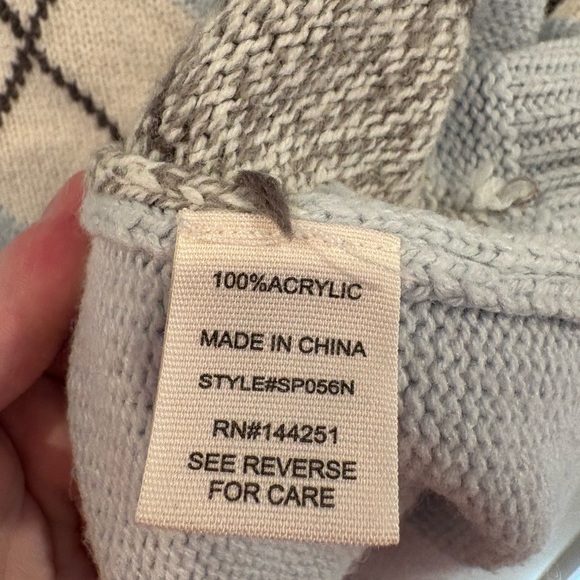 100%ACRYLIC
MADE IN CHINA
STYLE#SP056N
RN#144251
SEE REVERSE
FOR CARE